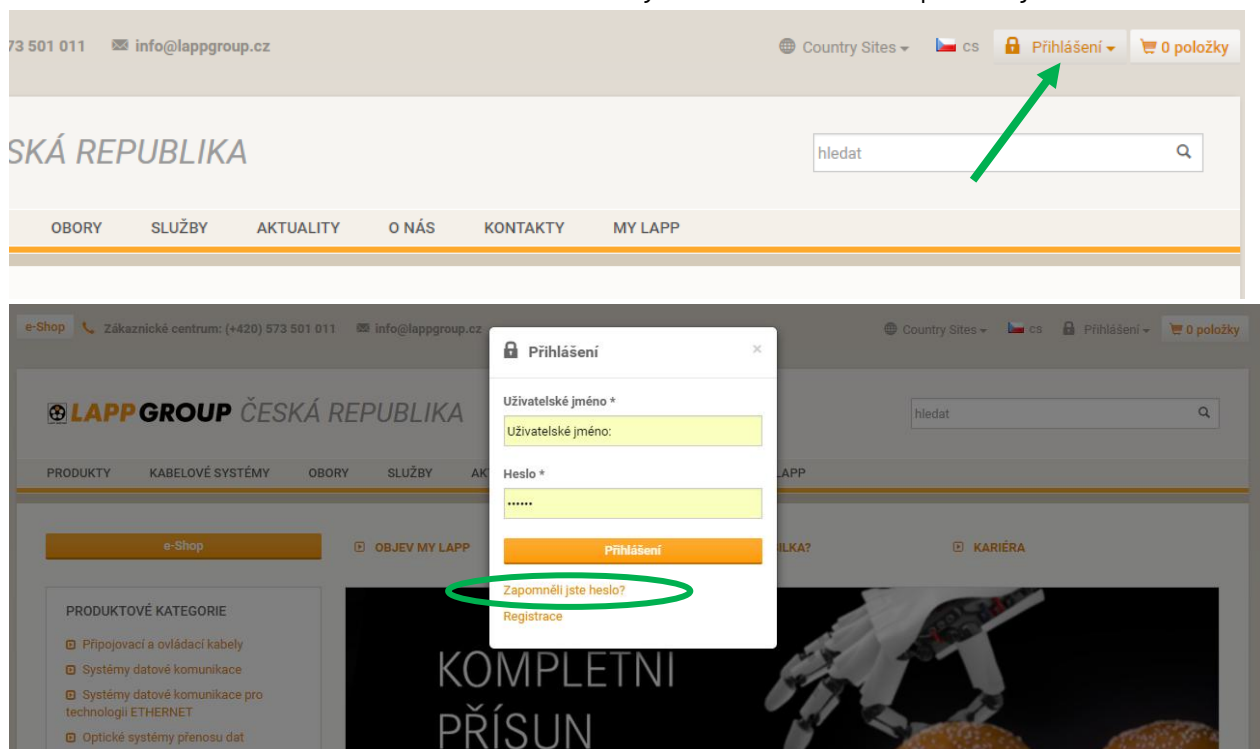 73 501 011 info@lappgroup.cz Country Sites cs Přihlášení 0 položky
SKÁ REPUBLIKA hledat
OBORY SLUŽBY AKTUALITY O NÁS KONTAKTY MY LAPP
e-Shop Zákaznické centrum: (+420) 573 501 011 info@lappgroup.cz Country Sites cs Přihlášení 0 položky
LAPP GROUP ČESKÁ REPUBLIKA hledat
PRODUKTY KABELOVÉ SYSTÉMY OBORY SLUŽBY AK LAPP
Přihlášení ×
Uživatelské jméno *
Uživatelské jméno:
Heslo *
••••••
Přihlášení
Zapomněli jste heslo?
Registrace
e-Shop OBJEV MY LAPP ILKA? KARIÉRA
PRODUKTOVÉ KATEGORIE
Připojovací a ovládací kabely
Systémy datové komunikace
Systémy datové komunikace pro
technologii ETHERNET
Optické systémy přenosu dat
KOMPLETNÍ
PŘÍSUN